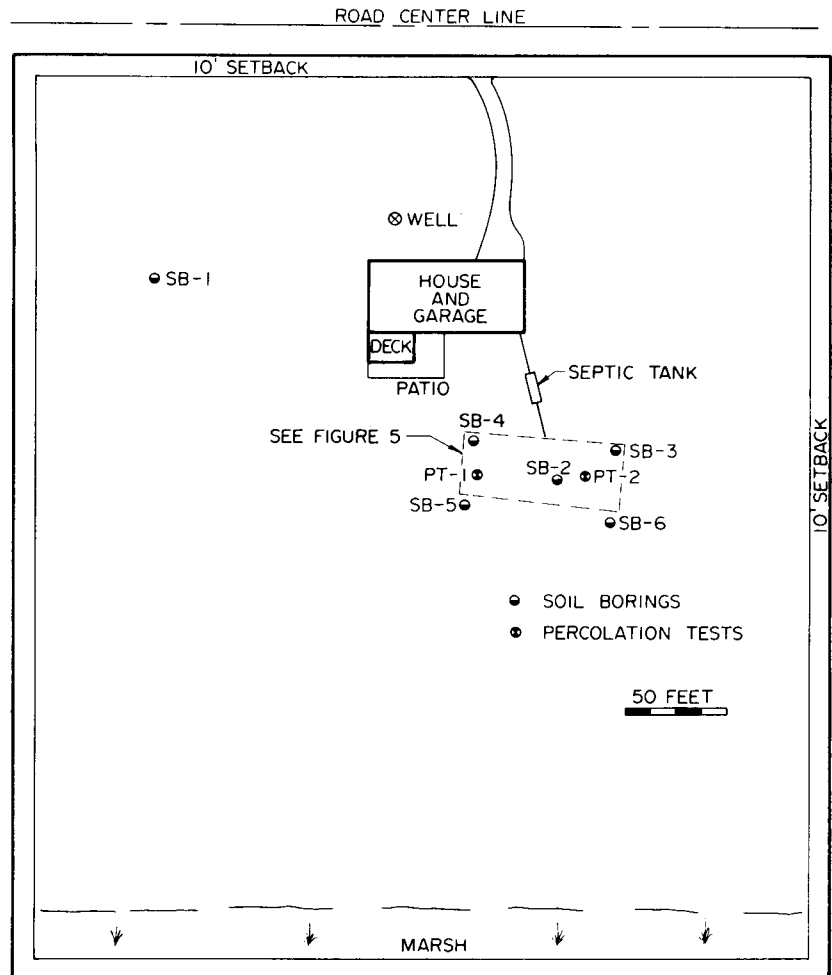 ROAD CENTER LINE
10' SETBACK
WELL
SB-1
HOUSE
AND
GARAGE
DECK
PATIO
SEPTIC TANK
SB-4
SEE FIGURE 5
SB-3
PT-1
SB-2
PT-2
SB-5
SB-6
10' SETBACK
SOIL BORINGS
PERCOLATION TESTS
50 FEET
MARSH